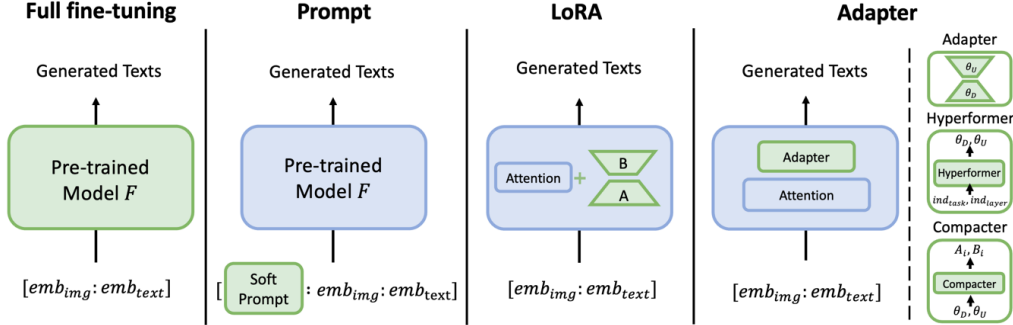 Full fine-tuning
Generated Texts
Pre-trained
Model F
[emb_img: emb_text]
Prompt
Generated Texts
Pre-trained
Model F
[ Soft
Prompt : emb_img: emb_text]
LoRA
Generated Texts
Attention + B
A
[emb_img: emb_text]
Adapter
Generated Texts
Adapter
Attention
[emb_img: emb_text]
Adapter
θ_U
θ_D
Hyperformer
θ_D, θ_U
Hyperformer
ind_task, ind_layer
Compacter
A_i, B_i
Compacter
θ_D, θ_U